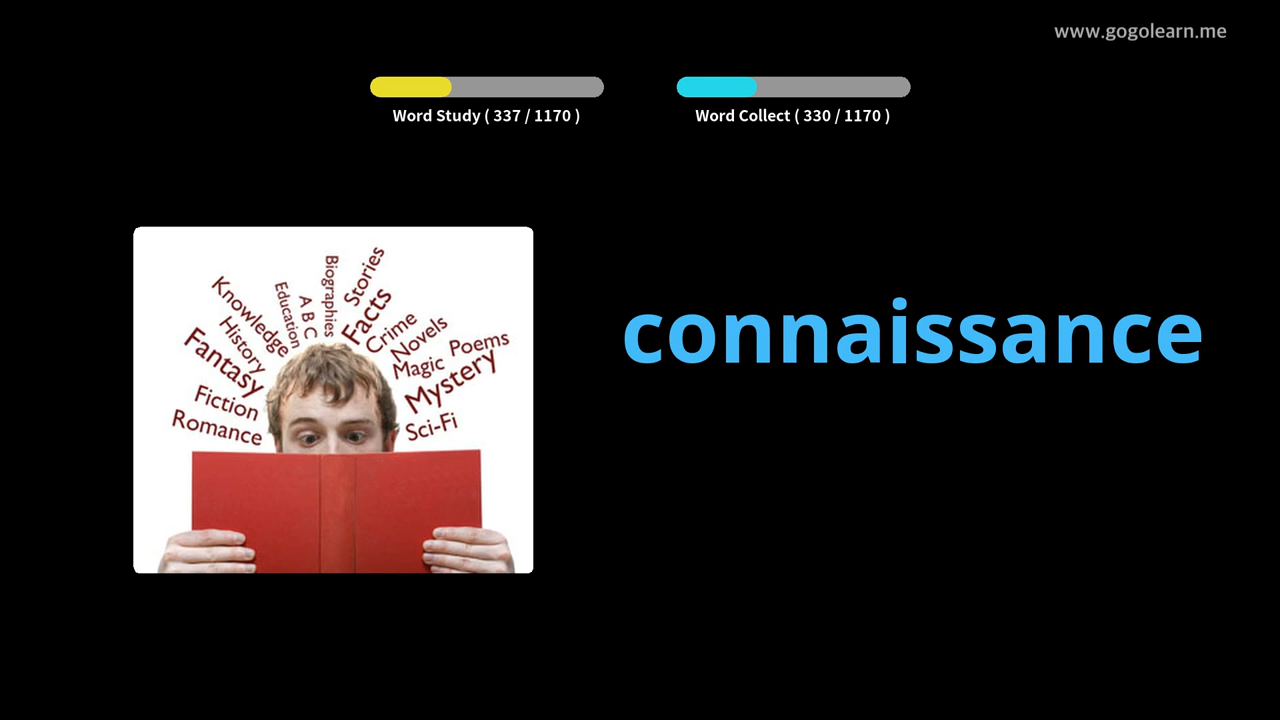 www.gogolearn.me
Word Study ( 337 / 1170 )
Word Collect ( 330 / 1170 )
Romance
Fiction
Fantasy
History
Knowledge
Education
A B C
Biographies
Stories
Facts
Crime
Novels
Magic
Poems
Mystery
Sci-Fi
connaissance